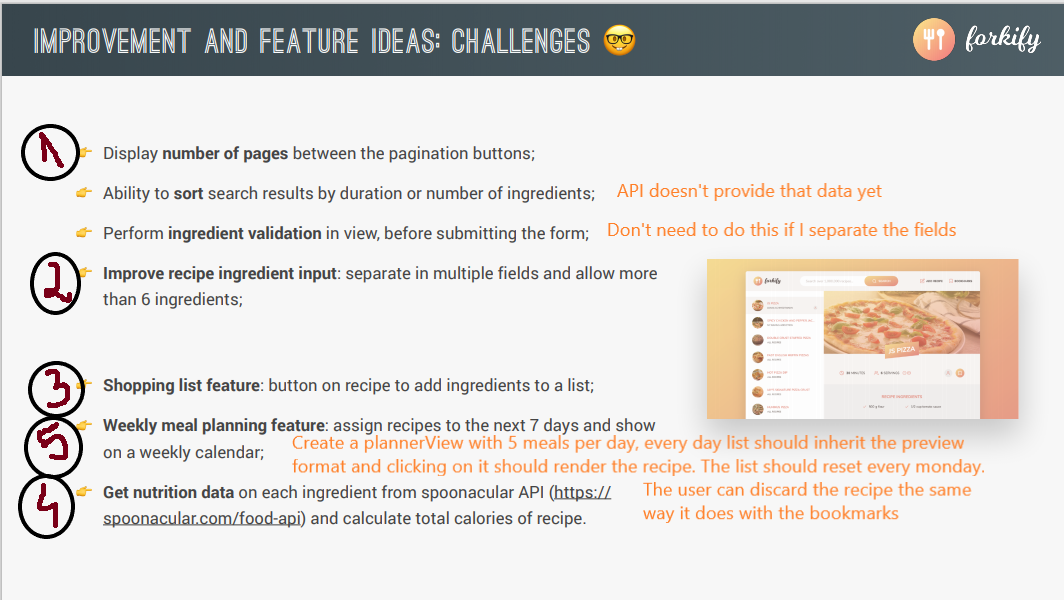 IMPROVEMENT AND FEATURE IDEAS: CHALLENGES 🤓
forkify
1
👉 Display number of pages between the pagination buttons;
👉 Ability to sort search results by duration or number of ingredients;
API doesn't provide that data yet
👉 Perform ingredient validation in view, before submitting the form;
Don't need to do this if I separate the fields
2
👉 Improve recipe ingredient input: separate in multiple fields and allow more
than 6 ingredients;
forkify
SEARCH
IS PIZZA
RECIPE INGREDIENTS
3
👉 Shopping list feature: button on recipe to add ingredients to a list;
5
👉 Weekly meal planning feature: assign recipes to the next 7 days and show
on a weekly calendar;
Create a plannerView with 5 meals per day, every day list should inherit the preview
format and clicking on it should render the recipe. The list should reset every monday.
4
👉 Get nutrition data on each ingredient from spoonacular API (https://
spoonacular.com/food-api) and calculate total calories of recipe.
The user can discard the recipe the same
way it does with the bookmarks